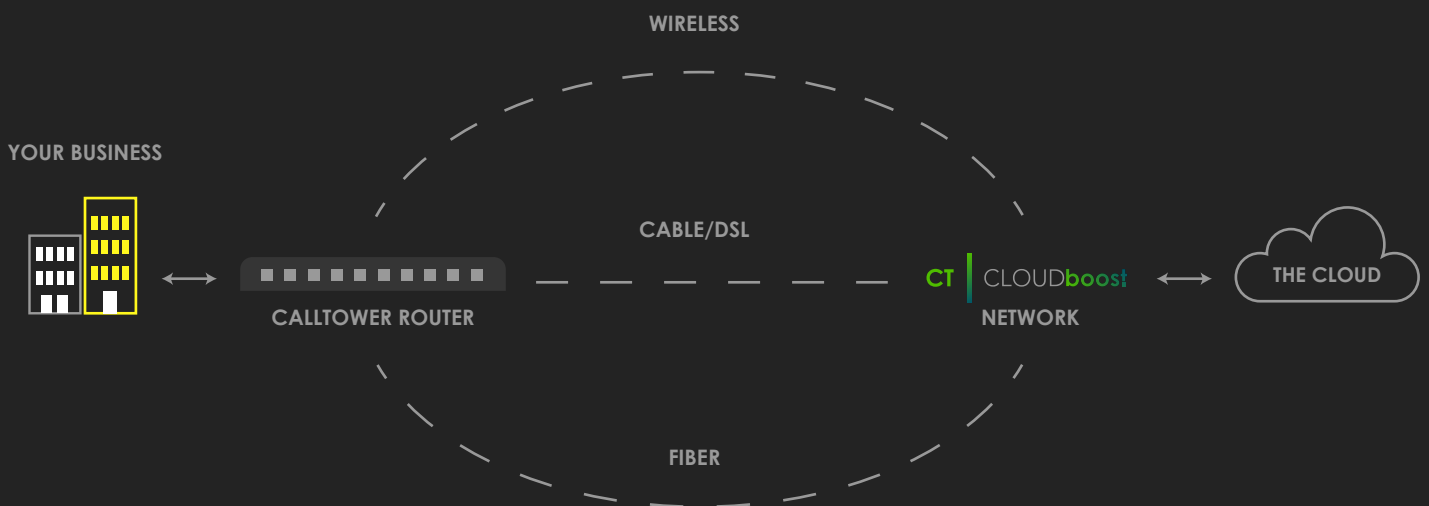 WIRELESS
YOUR BUSINESS
CABLE/DSL
CALLTOWER ROUTER
CT CLOUDboost
NETWORK
THE CLOUD
FIBER